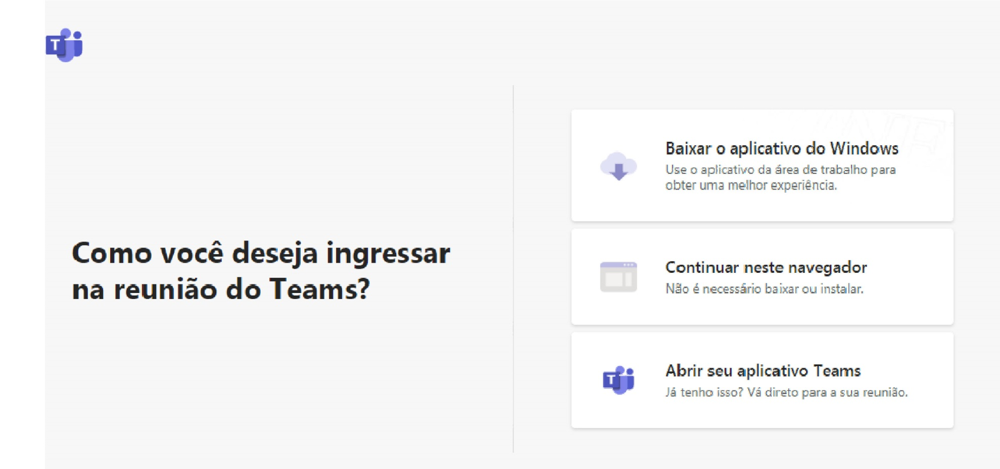 T
Como você deseja ingressar
na reunião do Teams?
Baixar o aplicativo do Windows
Use o aplicativo da área de trabalho para
obter uma melhor experiência.
Continuar neste navegador
Não é necessário baixar ou instalar.
T
Abrir seu aplicativo Teams
Já tenho isso? Vá direto para a sua reunião.